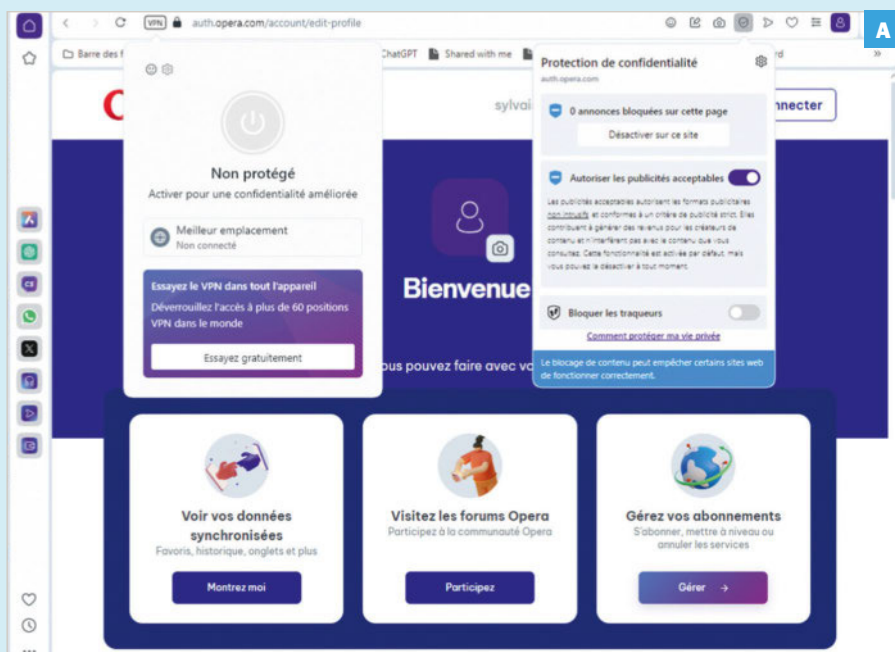 VPN
auth.opera.com/account/edit-profile
A
Barre des
ChatGPT
Shared with me
Non protégé
Activer pour une confidentialité améliorée
Meilleur emplacement
Non connecté
Essayez le VPN dans tout l'appareil
Déverrouillez l'accès à plus de 60 positions
VPN dans le monde
Essayez gratuitement
Protection de confidentialité
auth.opera.com
0 annonces bloquées sur cette page
Désactiver sur ce site
Autoriser les publicités acceptables
Les publicités acceptables autorisent les formats publicitaires
non intrusifs et conformes à un critère de publicité strict. Elles
contribuent à générer des revenus pour les créateurs de
contenu et n'interfèrent pas avec le contenu que vous
consultez. Cette fonctionnalité est activée par défaut, mais
vous pouvez la désactiver à tout moment.
Bloquer les traqueurs
Comment protéger ma vie privée
Le blocage de contenu peut empêcher certains sites web
de fonctionner correctement.
Bienvenue
pouvez faire avec
Voir vos données
synchronisées
Favoris, historique, onglets et plus
Montrez moi
Visitez les forums Opera
Participez à la communauté Opera
Participez
Gérez vos abonnements
S'abonner, mettre à niveau ou
annuler les services
Gérer →